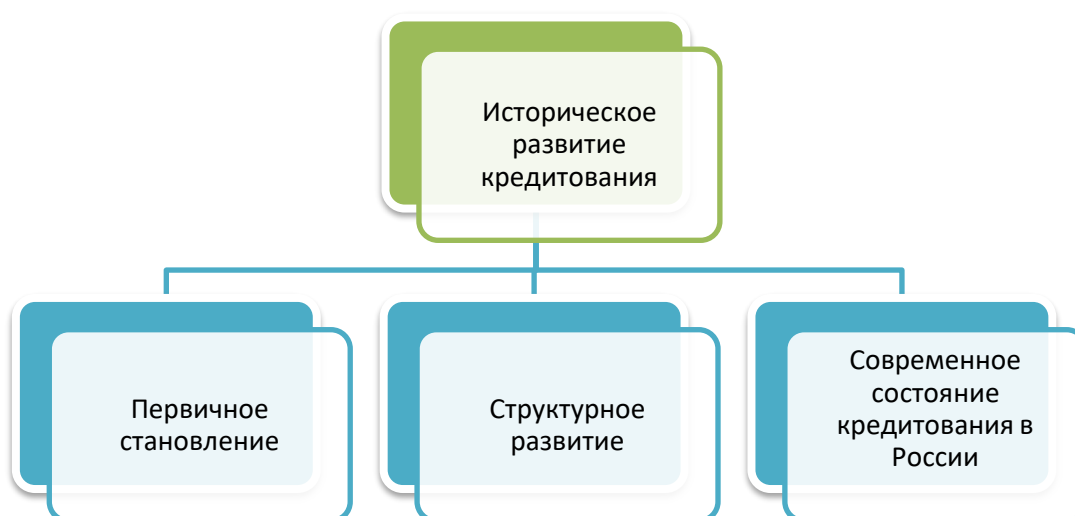 Историческое
развитие
кредитования
Первичное
становление
Структурное
развитие
Современное
состояние
кредитования в
России